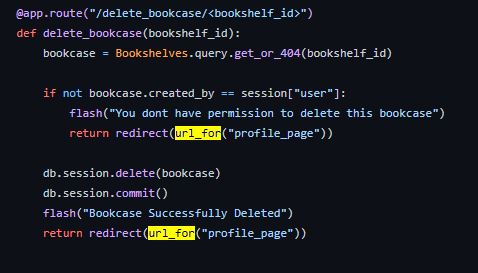 @app.route("/delete_bookcase/<bookshelf_id>")
def delete_bookcase(bookshelf_id):
    bookcase = Bookshelves.query.get_or_404(bookshelf_id)

    if not bookcase.created_by == session["user"]:
        flash("You dont have permission to delete this bookcase")
        return redirect(url_for("profile_page"))

    db.session.delete(bookcase)
    db.session.commit()
    flash("Bookcase Successfully Deleted")
    return redirect(url_for("profile_page"))